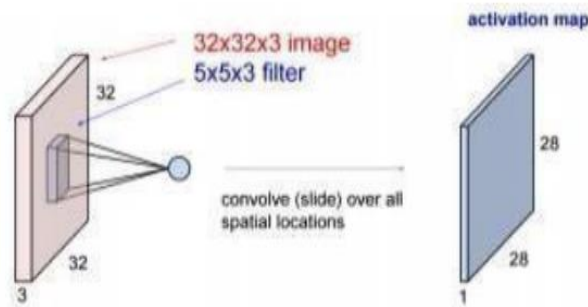 activation map
32x32x3 image
5x5x3 filter
32
28
convolve (slide) over all
spatial locations
32
28
3
1